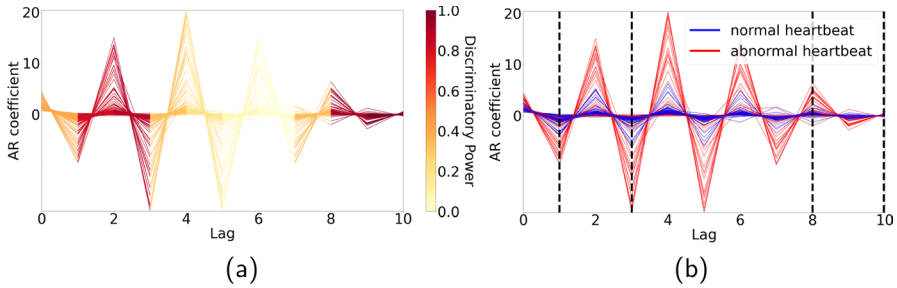 20
10
0
AR coefficient
0 2 4 6 8 10
Lag
1.0
0.8
0.6
0.4
0.2
0.0
Discriminatory Power
(a)
20
10
0
AR coefficient
0 2 4 6 8 10
Lag
normal heartbeat
abnormal heartbeat
(b)